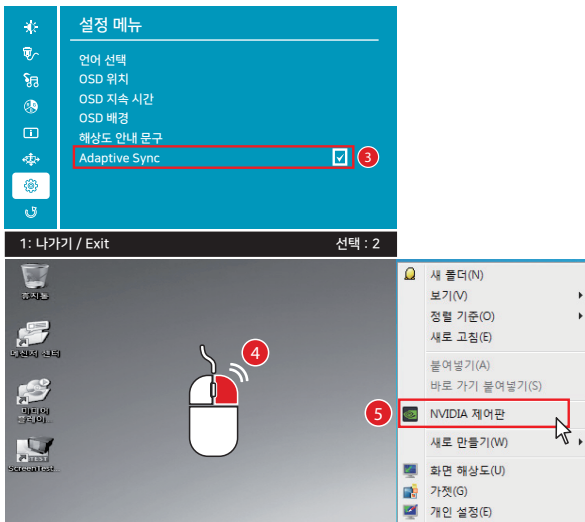 설정 메뉴
언어 선택
OSD 위치
OSD 지속 시간
OSD 배경
해상도 안내 문구
Adaptive Sync
3
1: 나가기 / Exit
선택 : 2
휴지통
4
ScreenTest...
TEST
새 폴더(N)
보기(V)
정렬 기준(O)
새로 고침(E)
붙여넣기(A)
바로 가기 붙여넣기(S)
5
NVIDIA 제어판
새로 만들기(W)
화면 해상도(U)
가젯(G)
개인 설정(E)